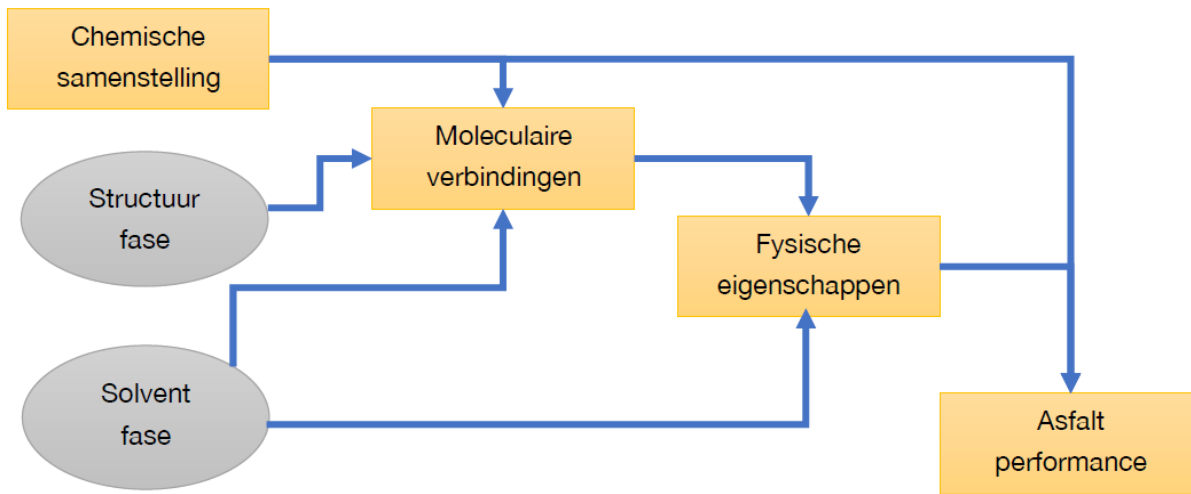 Chemische
samenstelling
Moleculaire
verbindingen
Structuur
fase
Fysische
eigenschappen
Solvent
fase
Asfalt
performance